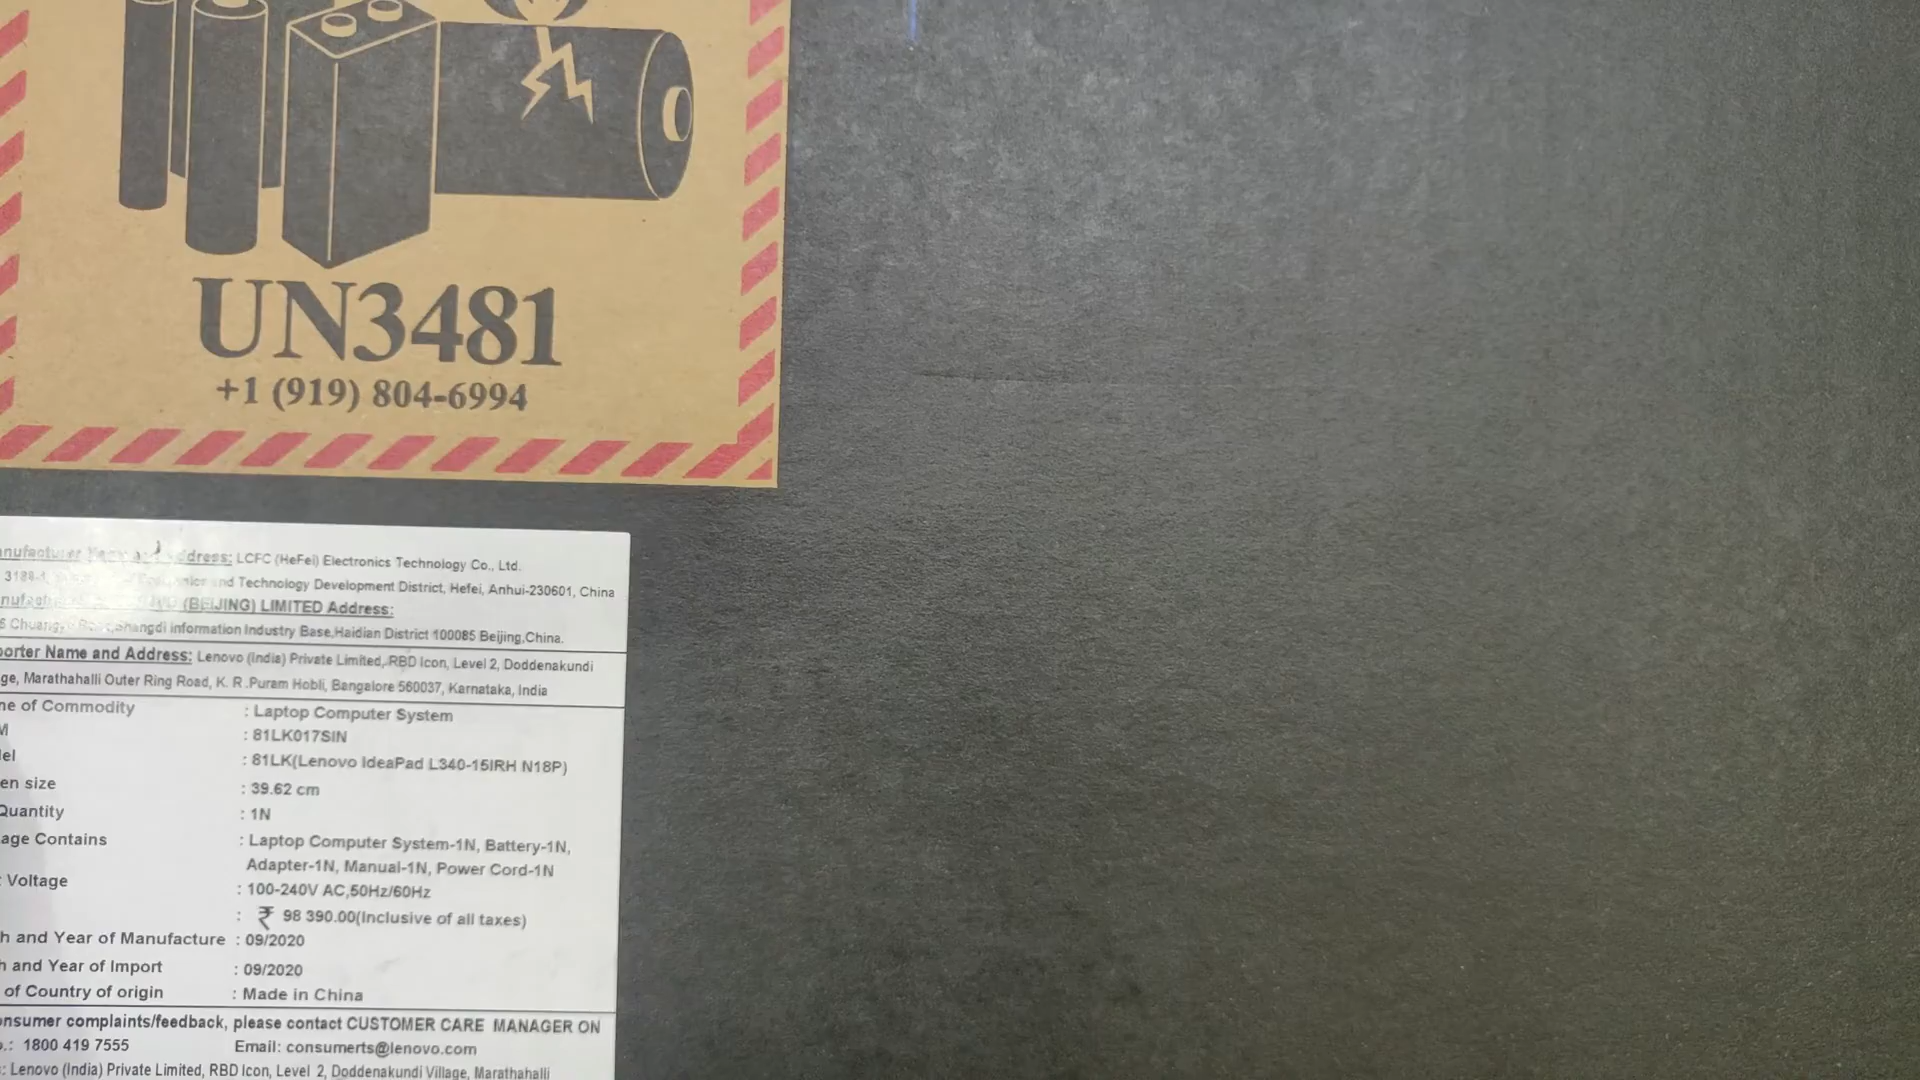 UN3481
+1 (919) 804-6994
dress: LCFC (HeFei) Electronics Technology Co., Ltd.
and Technology Development District, Hefei, Anhui-230601, China
(BEIJING) LIMITED Address:
Shangdi information Industry Base,Haidian District 100085 Beijing,China.
porter Name and Address: Lenovo (India) Private Limited, RBD Icon, Level 2, Doddenakundi
ge, Marathahalli Outer Ring Road, K. R .Puram Hobli, Bangalore 560037, Karnataka, India
ne of Commodity : Laptop Computer System
M : 81LK017SIN
el : 81LK(Lenovo IdeaPad L340-15IRH N18P)
en size : 39.62 cm
Quantity : 1N
age Contains : Laptop Computer System-1N, Battery-1N,
Adapter-1N, Manual-1N, Power Cord-1N
Voltage : 100-240V AC,50Hz/60Hz
: ₹ 98 390.00(Inclusive of all taxes)
h and Year of Manufacture : 09/2020
h and Year of Import : 09/2020
of Country of origin : Made in China
onsumer complaints/feedback, please contact CUSTOMER CARE MANAGER ON
o.: 1800 419 7555 Email: consumerts@lenovo.com
: Lenovo (India) Private Limited, RBD Icon, Level 2, Doddenakundi Village, Marathahalli